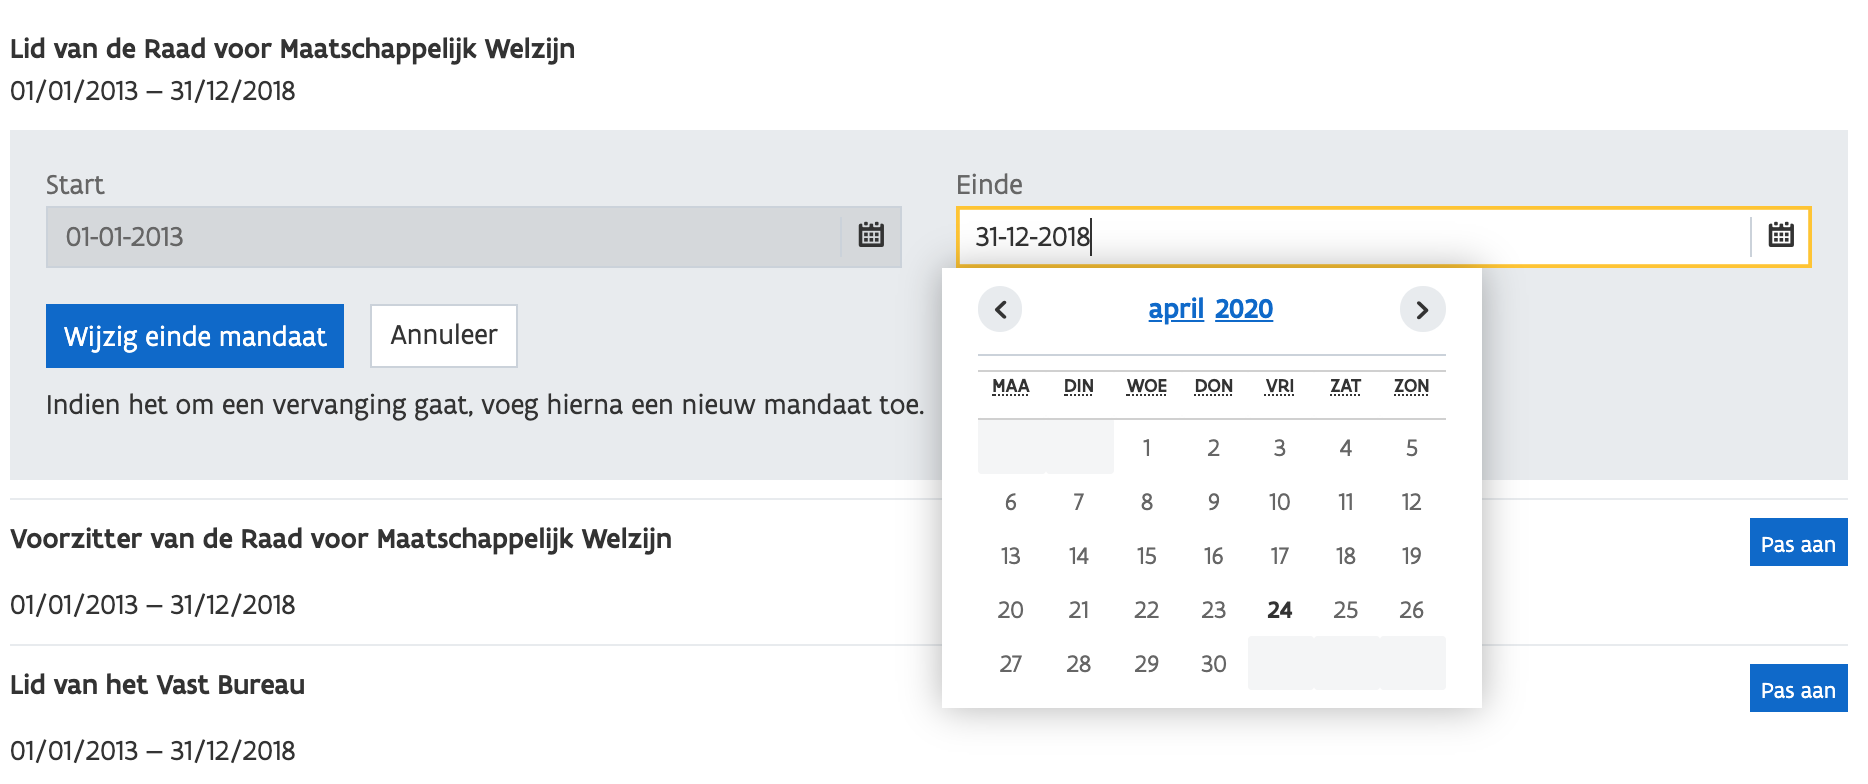 Lid van de Raad voor Maatschappelijk Welzijn
01/01/2013 – 31/12/2018
Start
01-01-2013
Einde
31-12-2018
Wijzig einde mandaat
Annuleer
Indien het om een vervanging gaat, voeg hierna een nieuw mandaat toe.
april 2020
MAA DIN WOE DON VRI ZAT ZON
1 2 3 4 5
6 7 8 9 10 11 12
13 14 15 16 17 18 19
20 21 22 23 24 25 26
27 28 29 30
Voorzitter van de Raad voor Maatschappelijk Welzijn
Pas aan
01/01/2013 – 31/12/2018
Lid van het Vast Bureau
Pas aan
01/01/2013 – 31/12/2018